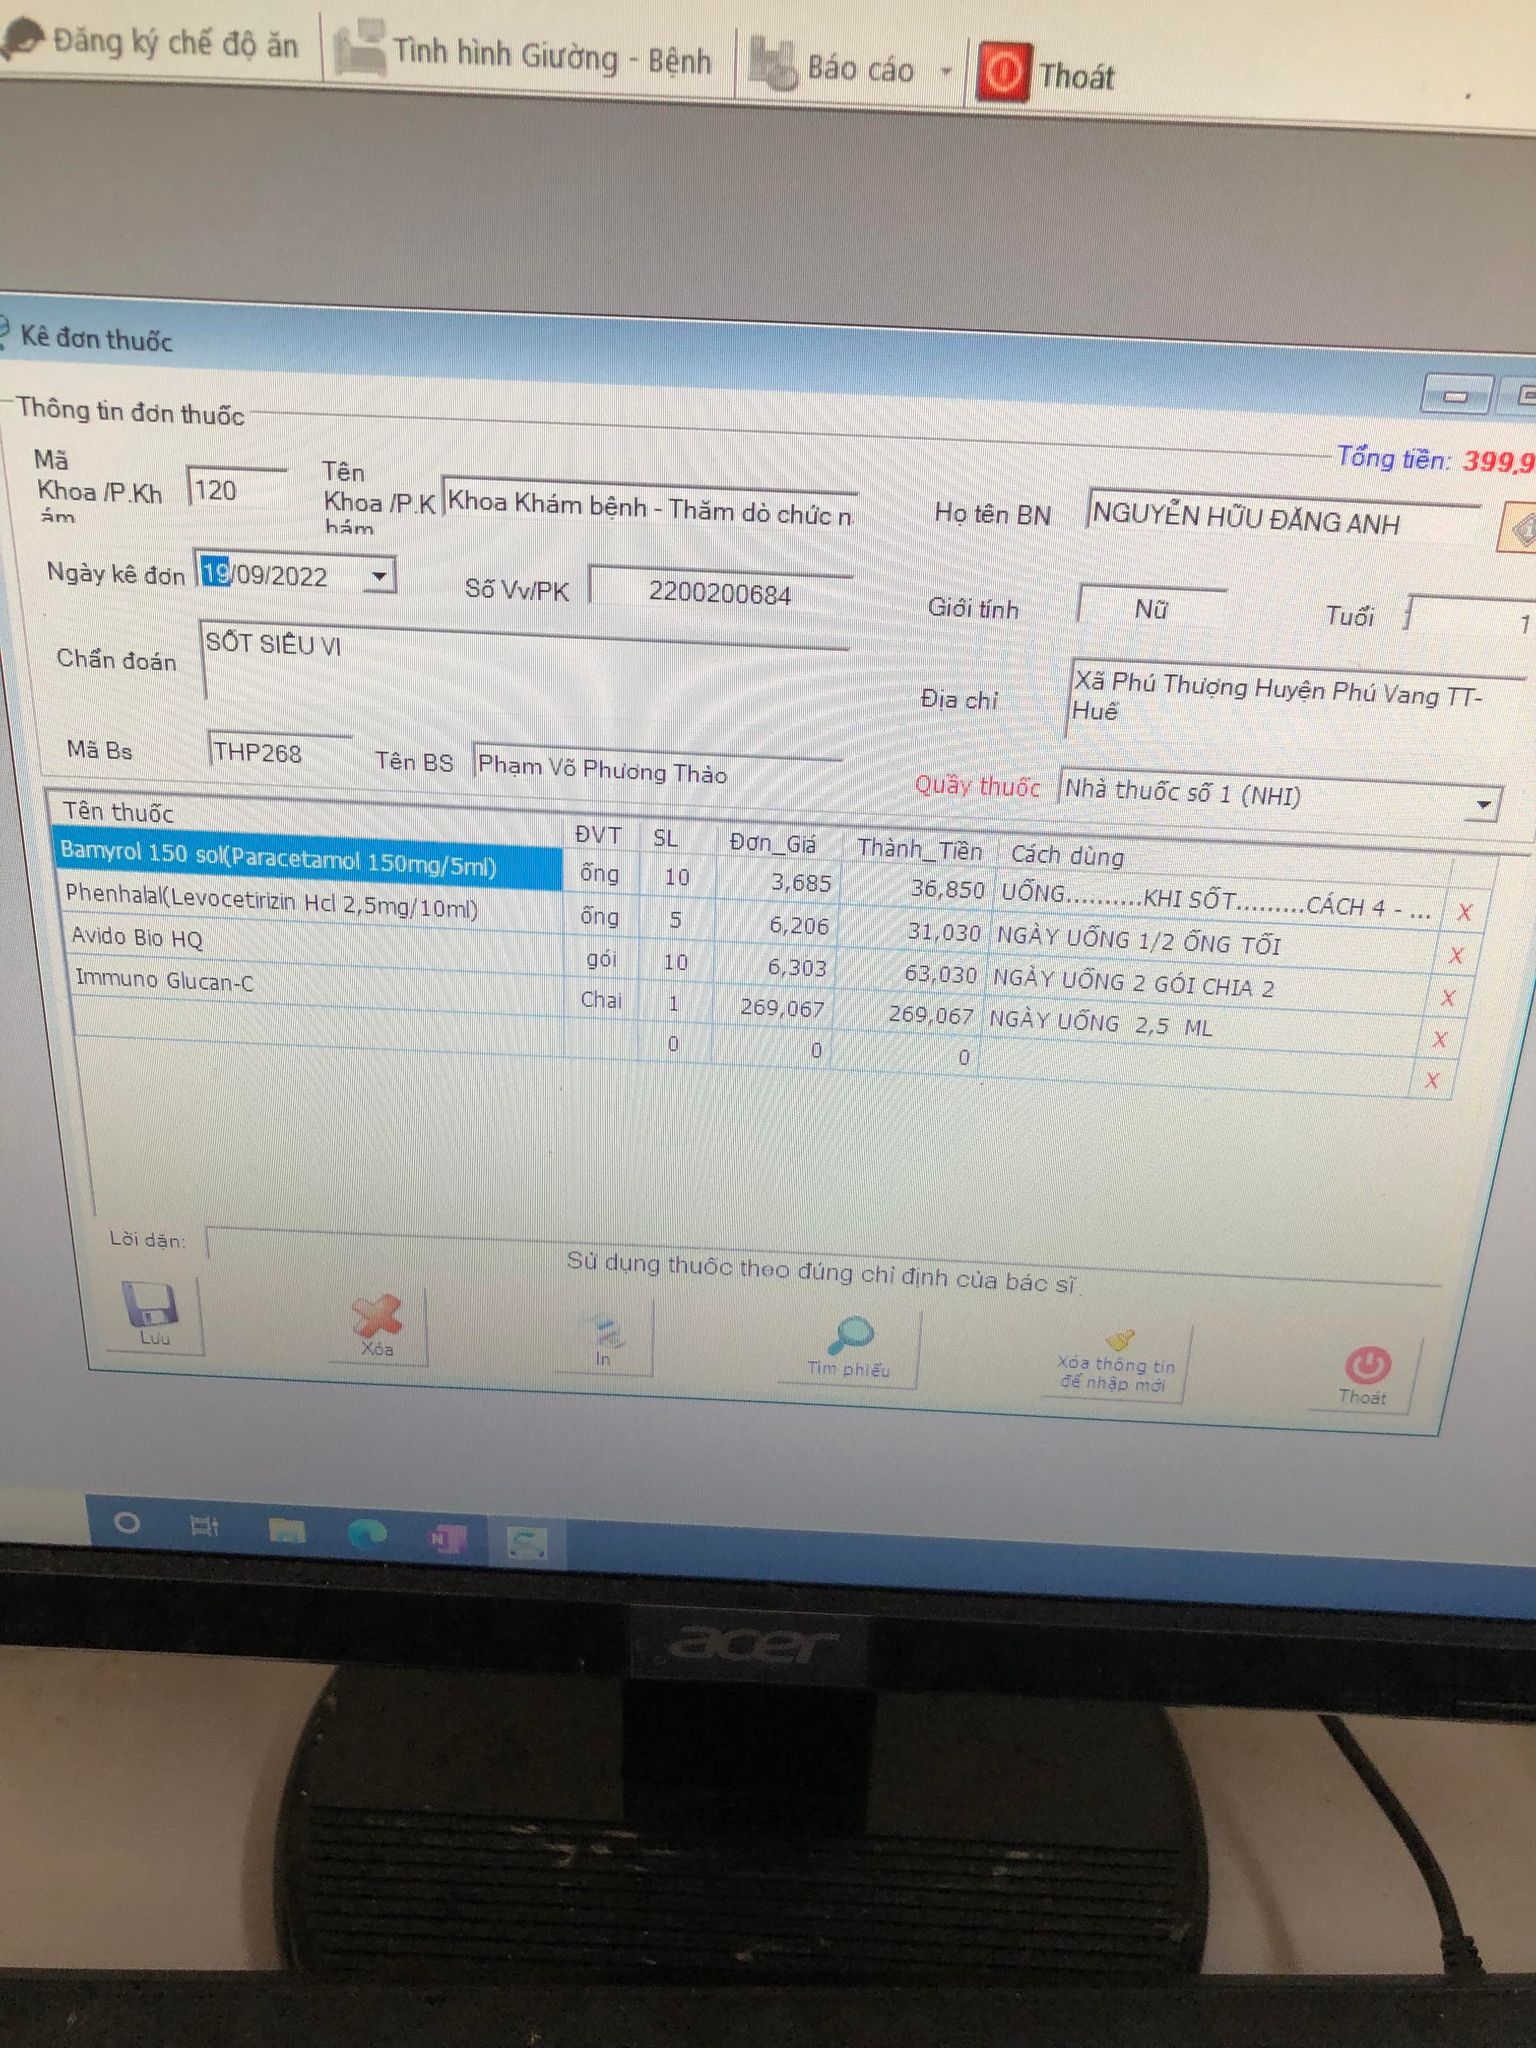 Đăng ký chế độ ăn Tình hình Giường - Bệnh Báo cáo Thoát
Kê đơn thuốc
Thông tin đơn thuốc
Tổng tiền: 399,9
Mã Khoa /P.Khám 120 Tên Khoa /P.Khám Khoa Khám bệnh - Thăm dò chức n Họ tên BN NGUYỄN HỮU ĐĂNG ANH
Ngày kê đơn 19/09/2022 Số Vv/PK 2200200684 Giới tính Nữ Tuổi 1
Chẩn đoán SỐT SIÊU VI
Địa chỉ Xã Phú Thượng Huyện Phú Vang TT-
Huế
Mã Bs THP268 Tên BS Phạm Võ Phương Thảo Quầy thuốc Nhà thuốc số 1 (NHI)
Tên thuốc ĐVT SL Đơn_Giá Thành_Tiền Cách dùng
Bamyrol 150 sol(Paracetamol 150mg/5ml) ống 10 3,685 36,850 UỐNG..........KHI SỐT.........CÁCH 4 - ... X
Phenhalal(Levocetirizin Hcl 2,5mg/10ml) ống 5 6,206 31,030 NGÀY UỐNG 1/2 ỐNG TỐI X
Avido Bio HQ gói 10 6,303 63,030 NGÀY UỐNG 2 GÓI CHIA 2 X
Immuno Glucan-C Chai 1 269,067 269,067 NGÀY UỐNG 2,5 ML X
0 0 0 X
Lời dặn: Sử dụng thuốc theo đúng chỉ định của bác sĩ
Lưu Xóa In Tìm phiếu Xóa thông tin Thoát
để nhập mới
acer